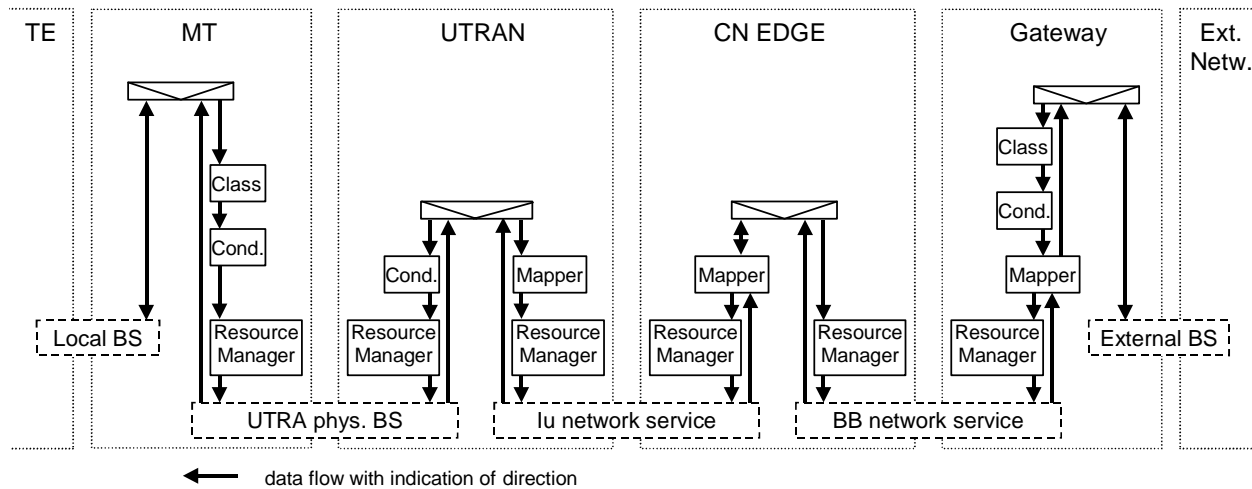 TE
MT
UTRAN
CN EDGE
Gateway
Ext.
Netw.
Class
Cond.
Resource
Manager
Local BS
Cond.
Mapper
Resource
Manager
Resource
Manager
Mapper
Resource
Manager
Resource
Manager
Class
Cond.
Mapper
Resource
Manager
External BS
UTRA phys. BS
Iu network service
BB network service
data flow with indication of direction